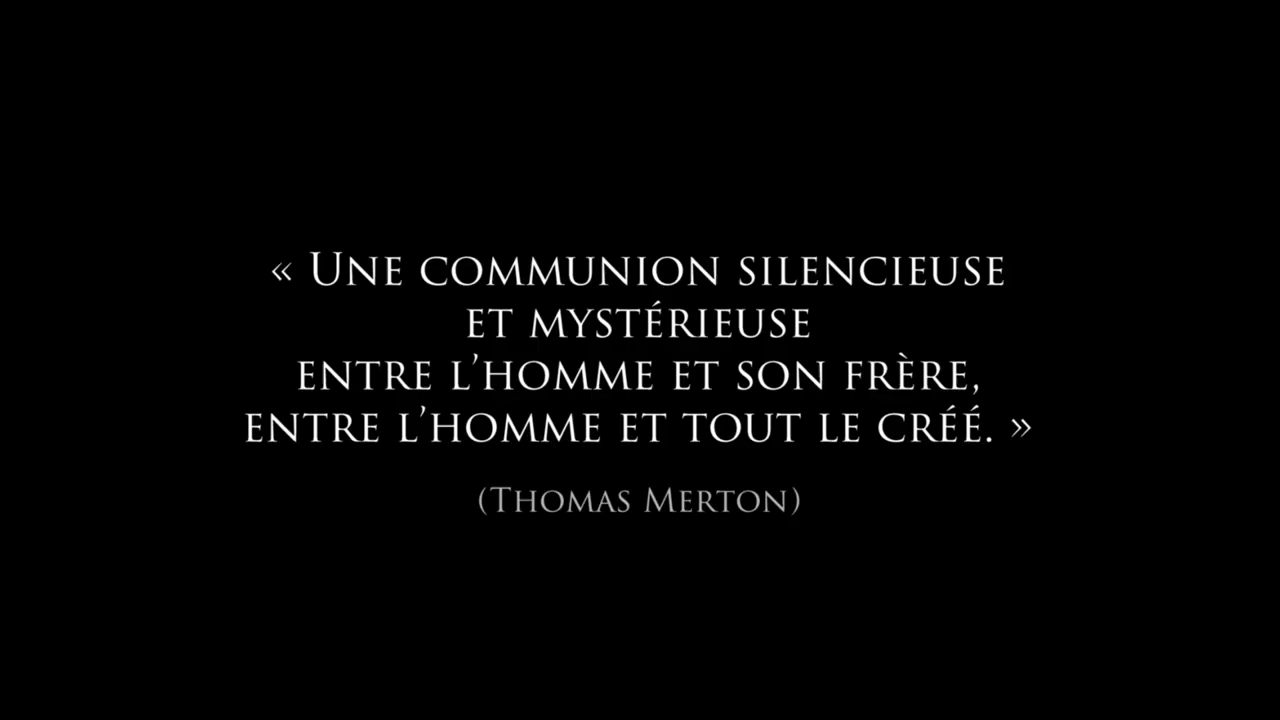 « Une communion silencieuse
et mystérieuse
entre l’homme et son frère,
entre l’homme et tout le créé. »
(Thomas Merton)